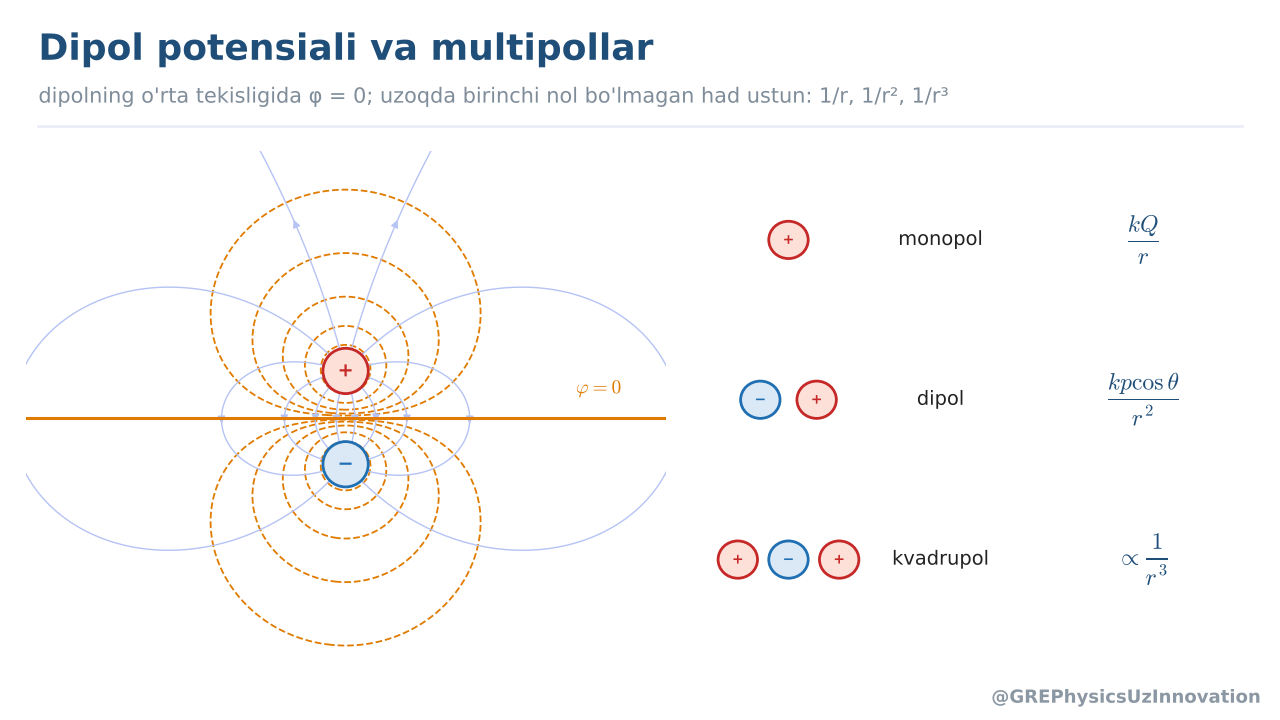 Dipol potensiali va multipollar
dipolning o'rta tekisligida φ = 0; uzoqda birinchi nol bo'lmagan had ustun: 1/r, 1/r², 1/r³
+
−
φ = 0
+
monopol
kQ
r
− +
dipol
kp cos θ
r²
+ − +
kvadrupol
∝ 1
r³
@GREPhysicsUzInnovation